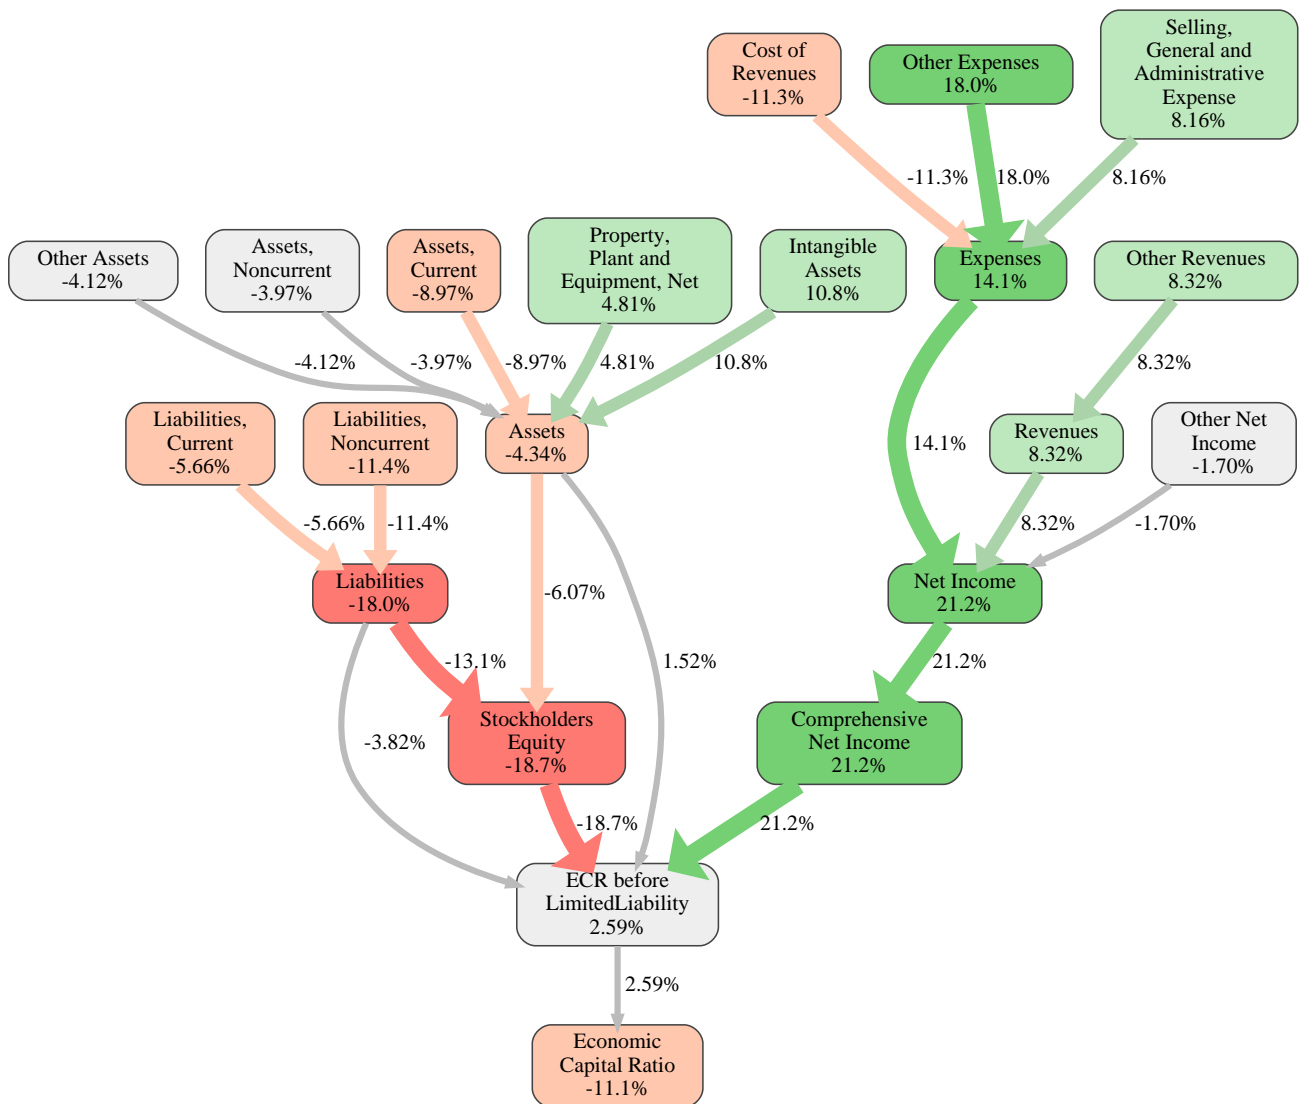 Cost of
Revenues
-11.3%
Other Expenses
18.0%
Selling,
General and
Administrative
Expense
8.16%
-11.3%
18.0%
8.16%
Other Assets
-4.12%
Assets,
Noncurrent
-3.97%
Assets,
Current
-8.97%
Property,
Plant and
Equipment, Net
4.81%
Intangible
Assets
10.8%
Expenses
14.1%
Other Revenues
8.32%
-4.12%
-3.97%
-8.97%
4.81%
10.8%
8.32%
Liabilities,
Current
-5.66%
Liabilities,
Noncurrent
-11.4%
Assets
-4.34%
14.1%
Revenues
8.32%
Other Net
Income
-1.70%
-5.66%
-11.4%
8.32%
-1.70%
Liabilities
-18.0%
-6.07%
Net Income
21.2%
-13.1%
1.52%
21.2%
-3.82%
Stockholders
Equity
-18.7%
Comprehensive
Net Income
21.2%
-18.7%
21.2%
ECR before
LimitedLiability
2.59%
2.59%
Economic
Capital Ratio
-11.1%